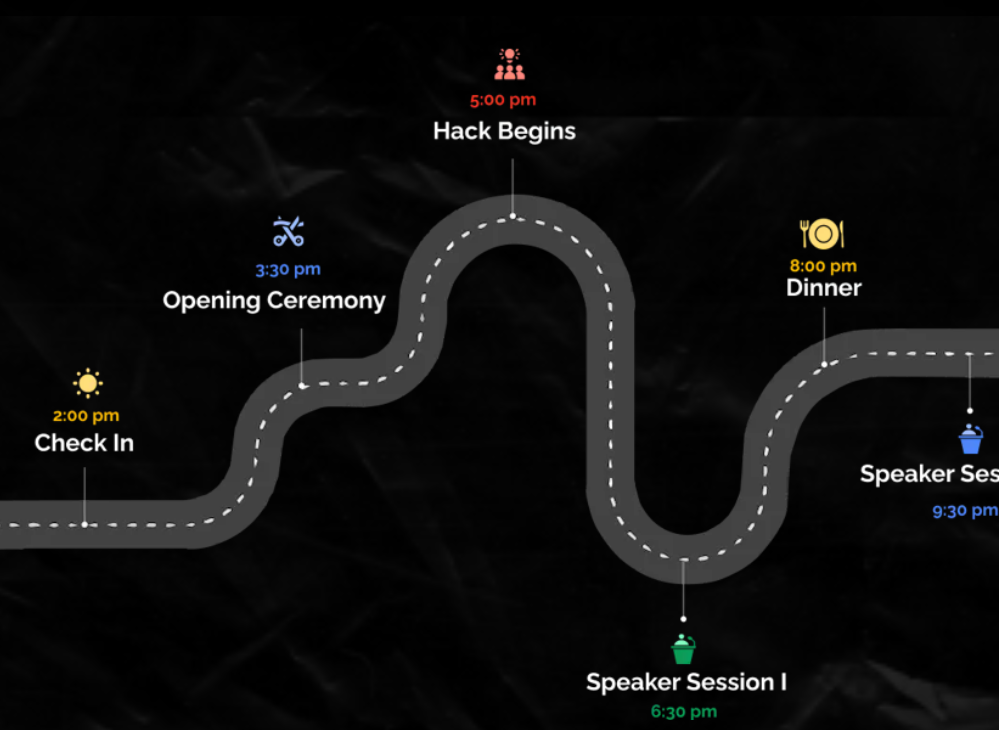 5:00 pm
Hack Begins
3:30 pm
Opening Ceremony
8:00 pm
Dinner
2:00 pm
Check In
Speaker Ses
9:30 pm
Speaker Session I
6:30 pm